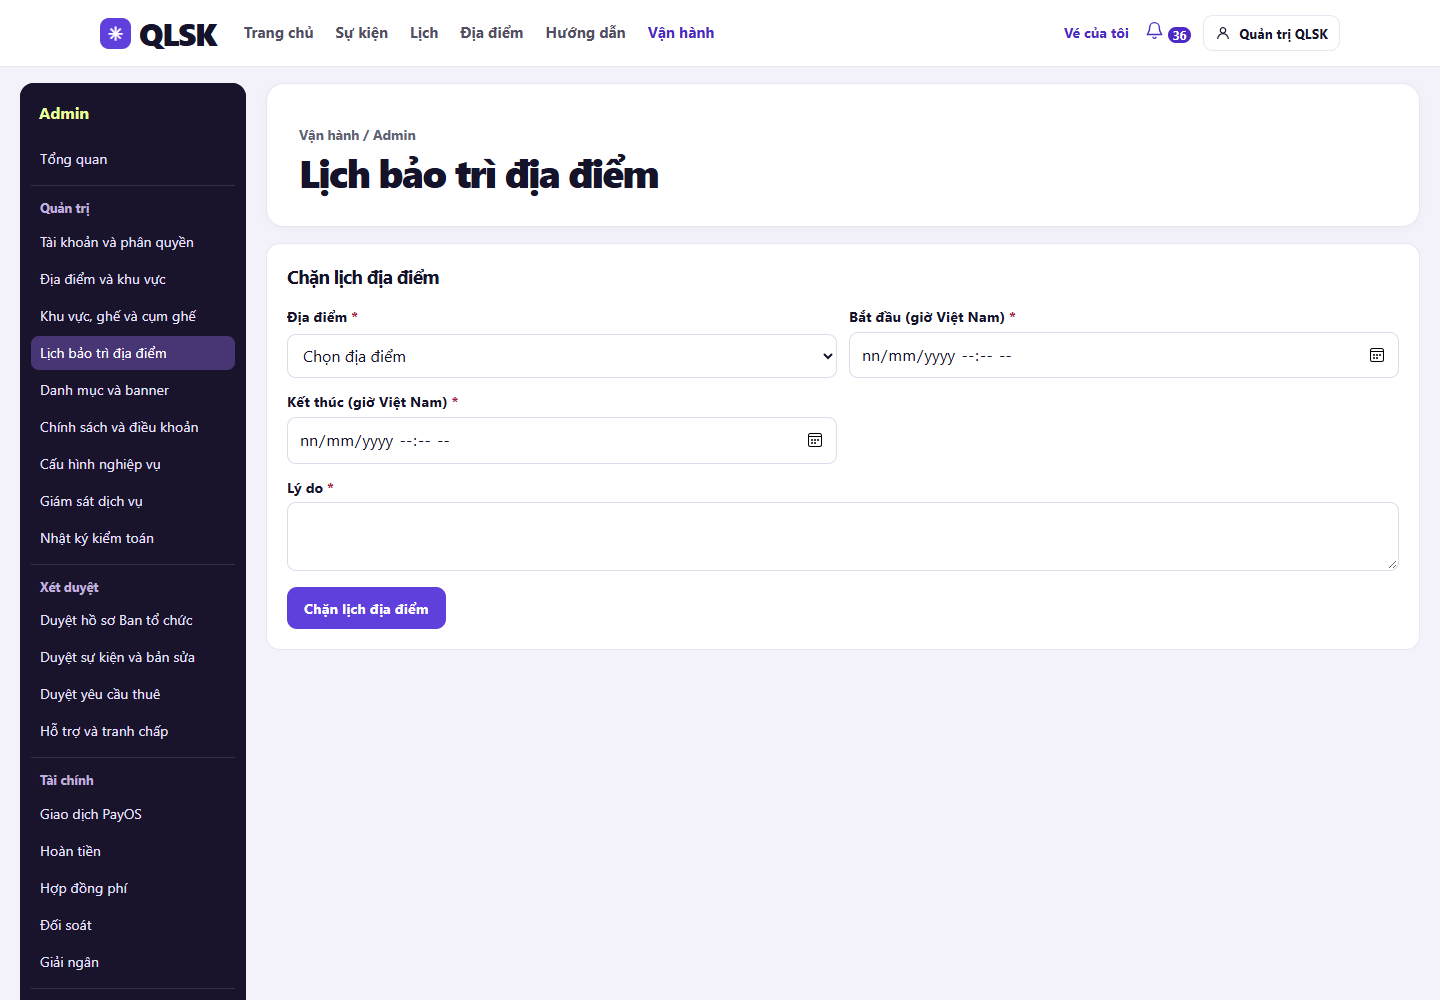 QLSK
Trang chủ
Sự kiện
Lịch
Địa điểm
Hướng dẫn
Vận hành
Vé của tôi
36
Quản trị QLSK
Admin
Tổng quan
Quản trị
Tài khoản và phân quyền
Địa điểm và khu vực
Khu vực, ghế và cụm ghế
Lịch bảo trì địa điểm
Danh mục và banner
Chính sách và điều khoản
Cấu hình nghiệp vụ
Giám sát dịch vụ
Nhật ký kiểm toán
Xét duyệt
Duyệt hồ sơ Ban tổ chức
Duyệt sự kiện và bản sửa
Duyệt yêu cầu thuê
Hỗ trợ và tranh chấp
Tài chính
Giao dịch PayOS
Hoàn tiền
Hợp đồng phí
Đối soát
Giải ngân
Vận hành / Admin
Lịch bảo trì địa điểm
Chặn lịch địa điểm
Địa điểm *
Chọn địa điểm
Bắt đầu (giờ Việt Nam) *
nn/mm/yyyy --:-- --
Kết thúc (giờ Việt Nam) *
nn/mm/yyyy --:-- --
Lý do *
Chặn lịch địa điểm